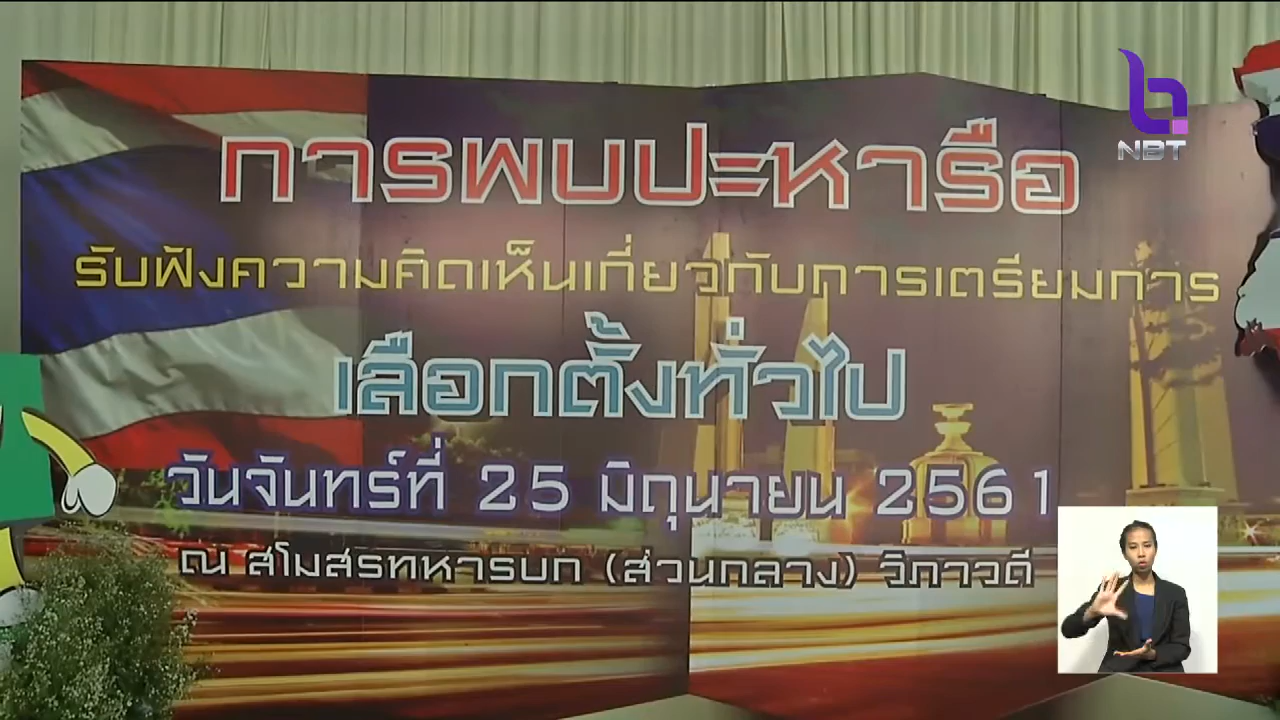 การพบปะหารือ
รับฟังความคิดเห็นเกี่ยวกับการเตรียมการ
เลือกตั้งทั่วไป
วันจันทร์ที่ 25 มิถุนายน 2561
ณ สโมสรทหารบก (ส่วนกลาง) วิภาวดี
NBT